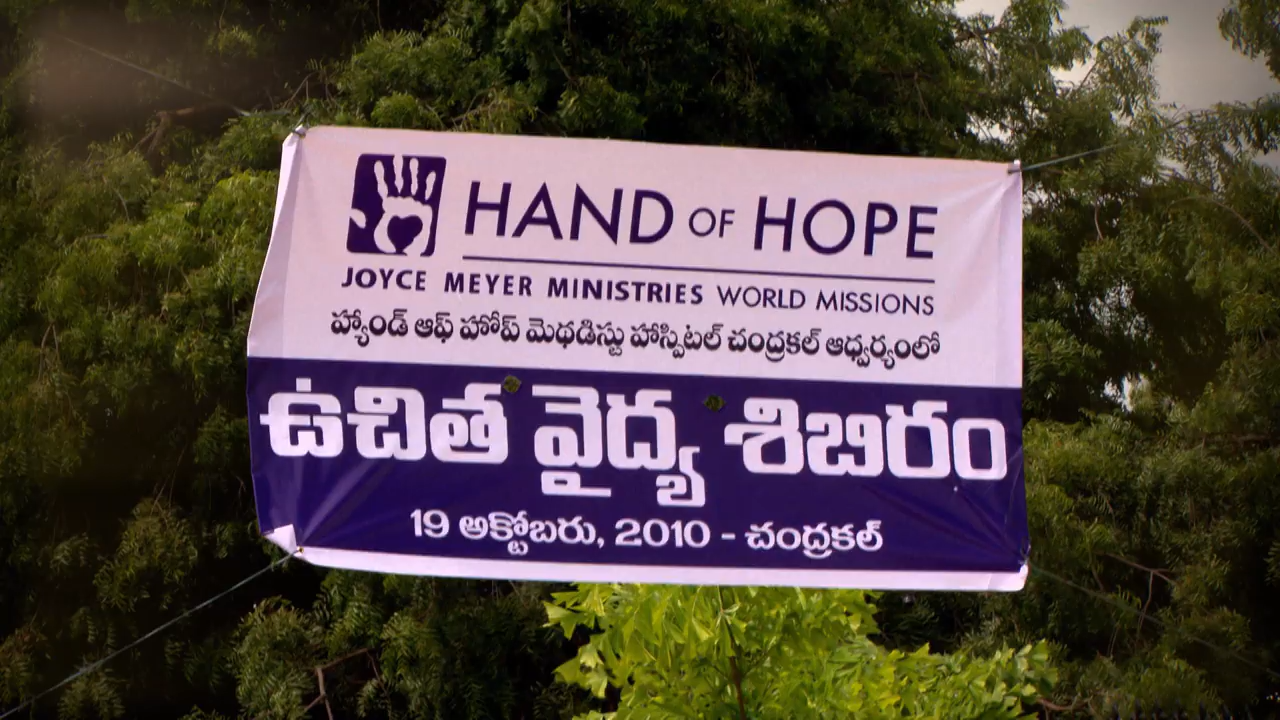 HAND OF HOPE
JOYCE MEYER MINISTRIES WORLD MISSIONS
హ్యాండ్ ఆఫ్ హోప్ మెథడిస్టు హాస్పిటల్ చంద్రకల్ ఆధ్వర్యంలో
ఉచిత వైద్య శిబిరం
19 అక్టోబరు, 2010 - చంద్రకల్